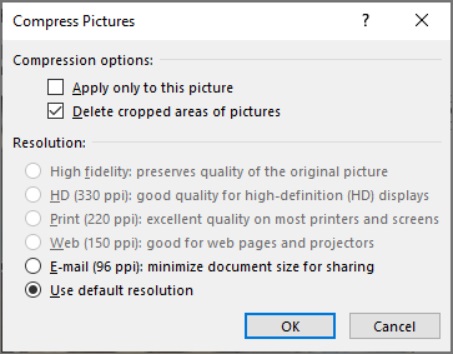 Compress Pictures ?
Compression options:
Apply only to this picture
Delete cropped areas of pictures
Resolution:
High fidelity: preserves quality of the original picture
HD (330 ppi): good quality for high-definition (HD) displays
Print (220 ppi): excellent quality on most printers and screens
Web (150 ppi): good for web pages and projectors
E-mail (96 ppi): minimize document size for sharing
Use default resolution
OK Cancel